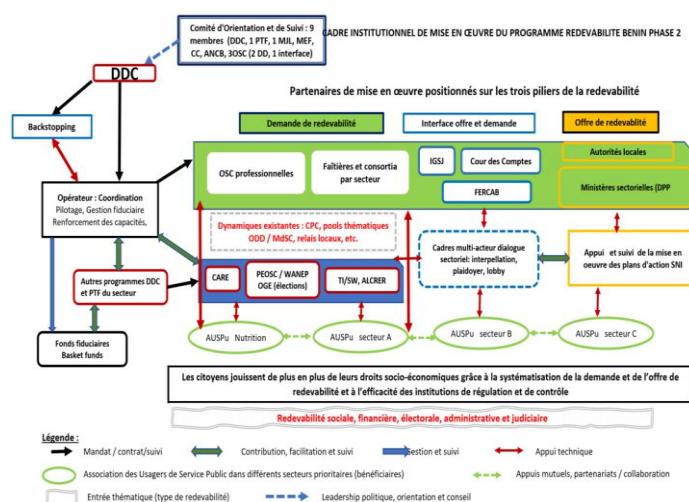 Comité d'Orientation et de Suivi : 9
membres (DDC, 1 PTF, 1 MJL, MEF,
CC, ANCB, 3OSC (2 DD, 1 interface)
CADRE INSTITUTIONNEL DE MISE EN ŒUVRE DU PROGRAMME REDEVABILITE BENIN PHASE 2
DDC
Partenaires de mise en œuvre positionnés sur les trois piliers de la redevabilité
Backstopping
Demande de redevabilité
Interface offre et demande
Offre de redevablité
OSC professionnelles
Faîtières et consortia
par secteur
IGSJ
Cour des Comptes
FERCAB
Autorités locales
Ministères sectorielles (DPP
Opérateur : Coordination
Pilotage, Gestion fiduciaire
Renforcement des capacités,
Dynamiques existantes : CPC, pools thématiques
ODD / MdSC, relais locaux, etc.
Cadres multi-acteur dialogue
sectoriel: interpellation,
plaidoyer, lobby
Appui et suivi de la mise en
oeuvre des plans d'action SNI
Autres programmes DDC
et PTF du secteur
CARE
PEOSC / WANEP
OGE (élections)
TI/SW, ALCRER
Fonds fiduciaires
Basket funds
AUSPu Nutrition
AUSPu secteur A
AUSPu secteur B
AUSPu secteur C
Les citoyens jouissent de plus en plus de leurs droits socio-économiques grâce à la systématisation de la demande et de l'offre de
redevabilité et à l'efficacité des institutions de régulation et de contrôle
Redevabilité sociale, financière, électorale, administrative et judiciaire
Légende :
Mandat / contrat/suivi
Contribution, facilitation et suivi
Gestion et suivi
Appui technique
Association des Usagers de Service Public dans différents secteurs prioritaires (bénéficiaires)
Appuis mutuels, partenariats / collaboration
Entrée thématique (type de redevabilité)
Leadership politique, orientation et conseil